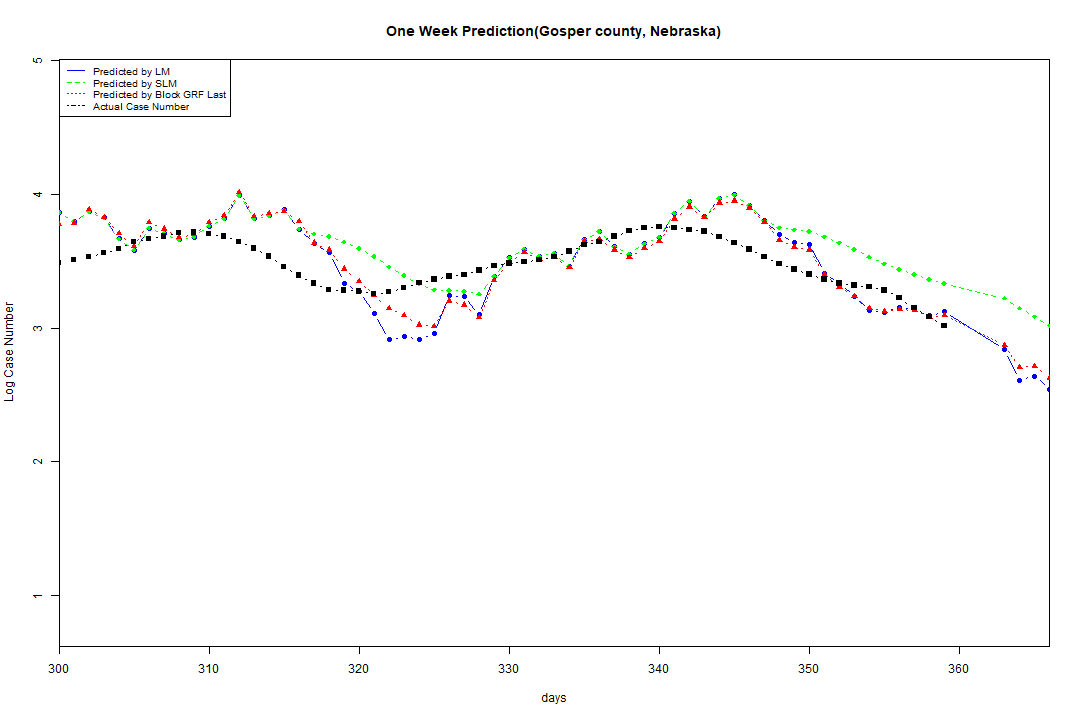 One Week Prediction(Gosper county, Nebraska)
5
Predicted by LM
Predicted by SLM
Predicted by Block GRF Last
Actual Case Number
4
3
2
1
Log Case Number
300 310 320 330 340 350 360
days